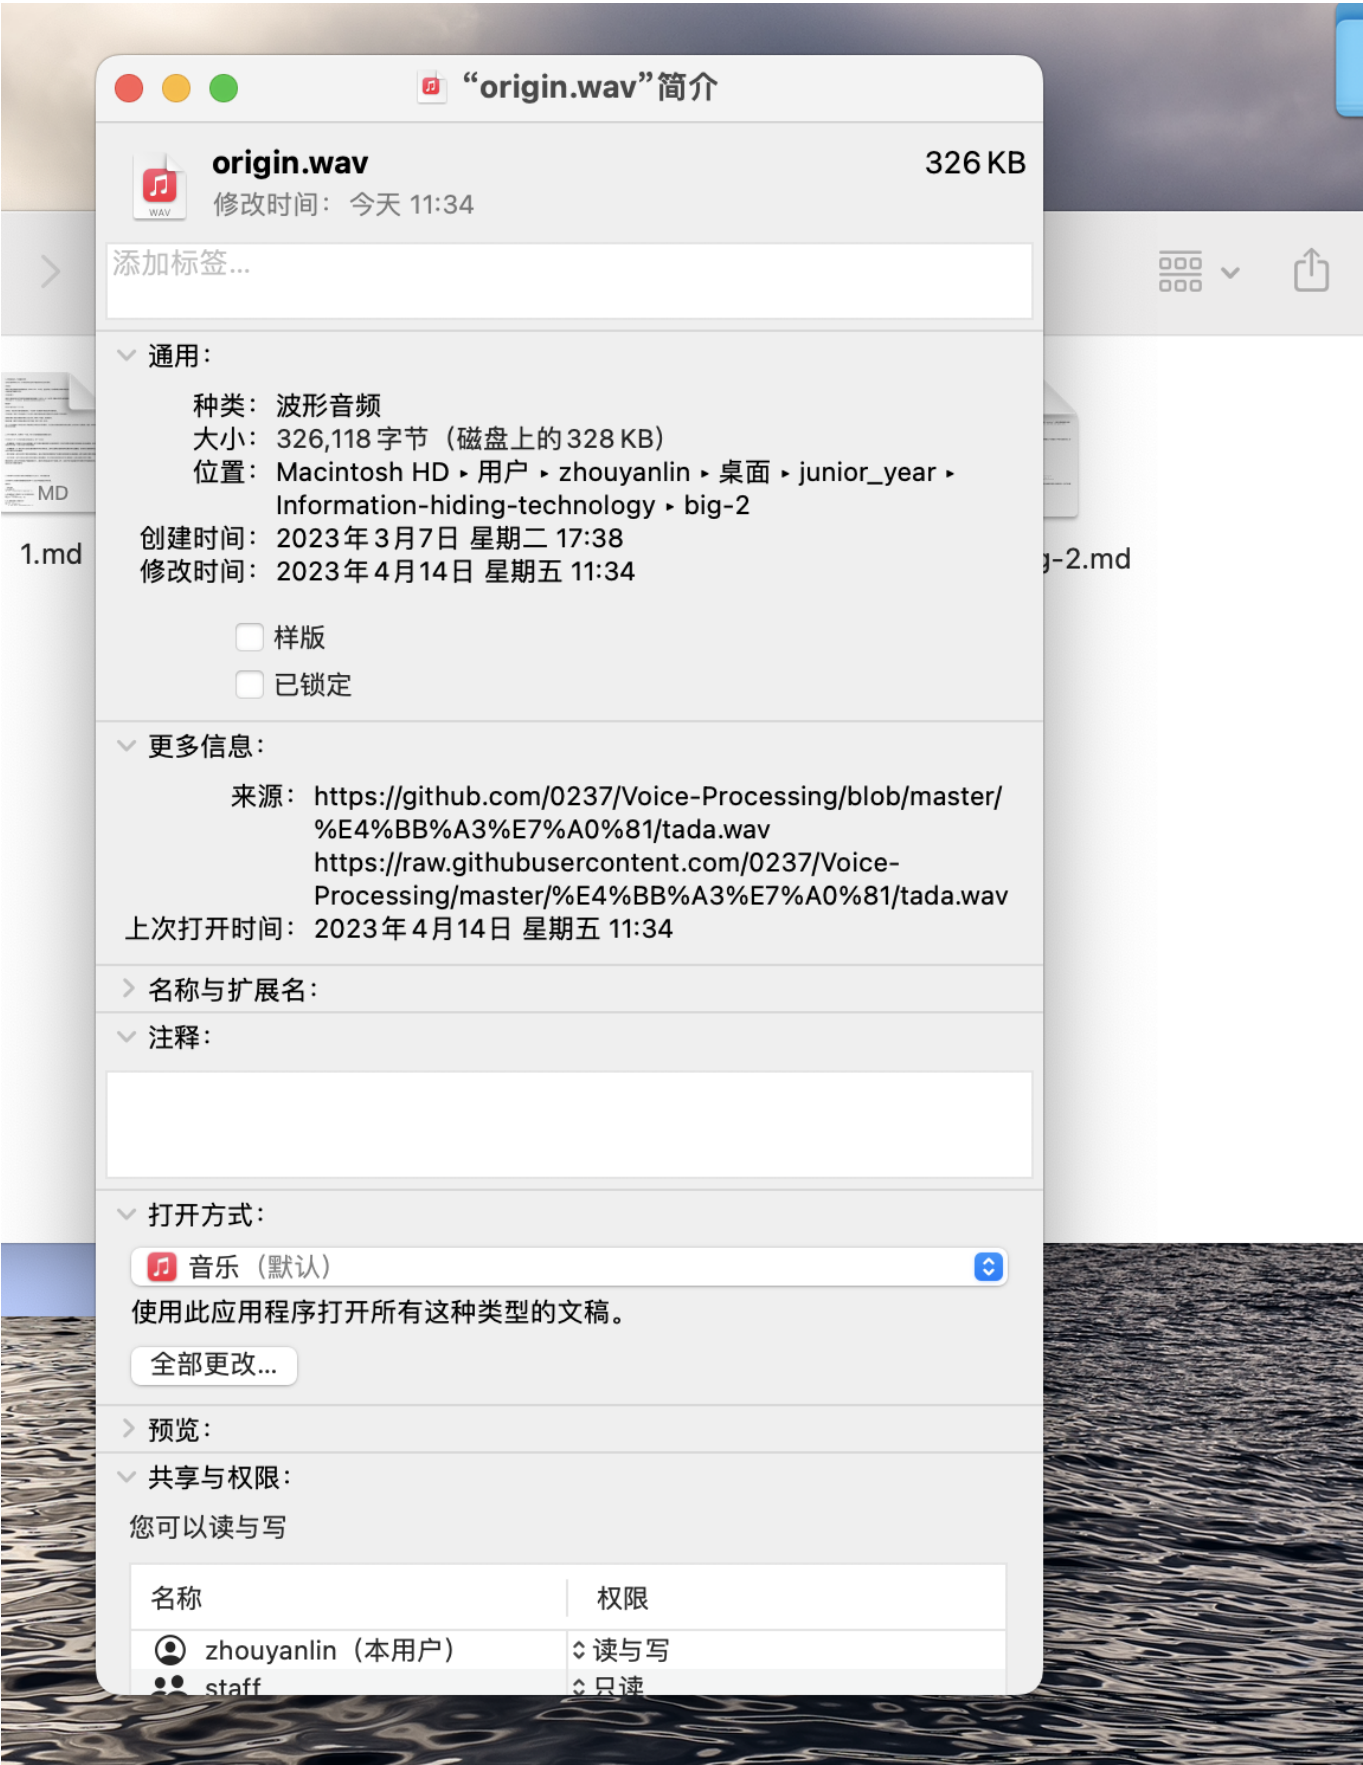 “origin.wav”简介
origin.wav
326 KB
WAV
修改时间： 今天 11:34
添加标签...
通用：
种类： 波形音频
大小： 326,118 字节（磁盘上的328 KB）
位置： Macintosh HD ▸ 用户 ▸ zhouyanlin ▸ 桌面 ▸ junior_year ▸
Information-hiding-technology ▸ big-2
创建时间： 2023年3月7日 星期二 17:38
修改时间： 2023年4月14日 星期五 11:34
MD
1.md
-2.md
样版
已锁定
更多信息：
来源： https://github.com/0237/Voice-Processing/blob/master/
%E4%BB%A3%E7%A0%81/tada.wav
https://raw.githubusercontent.com/0237/Voice-
Processing/master/%E4%BB%A3%E7%A0%81/tada.wav
上次打开时间： 2023年4月14日 星期五 11:34
名称与扩展名：
注释：
打开方式：
音乐（默认）
使用此应用程序打开所有这种类型的文稿。
全部更改...
预览：
共享与权限：
您可以读与写
名称 权限
zhouyanlin（本用户） 读与写
staff 只读